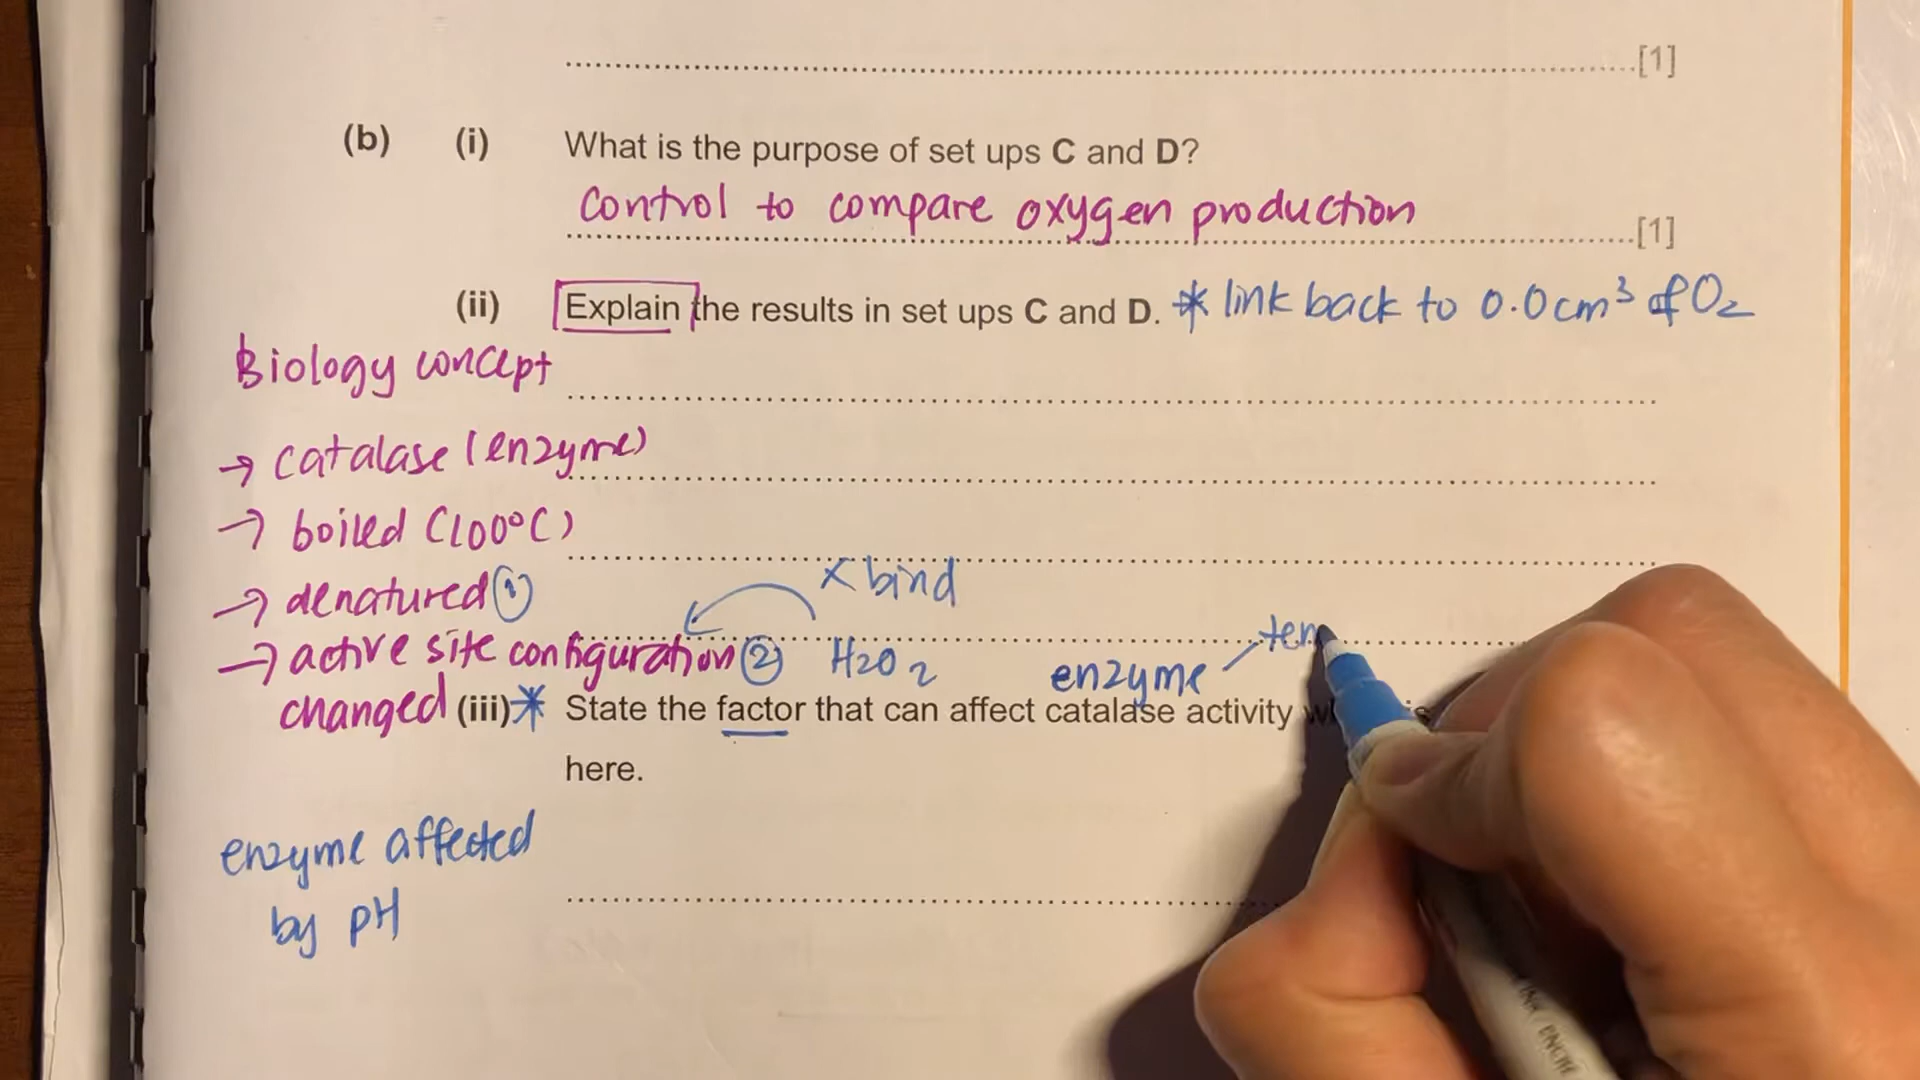 [1]
(b) (i) What is the purpose of set ups C and D?
Control to compare oxygen production
[1]
(ii) Explain the results in set ups C and D. * link back to 0.0cm³ of O₂
Biology concept
→ catalase (enzyme)
→ boiled (100°C)
x bind
→ denatured ①
→ active site configuration ② H₂O₂ enzyme
changed
(iii) * State the factor that can affect catalase activity
here.
enzyme affected
by pH